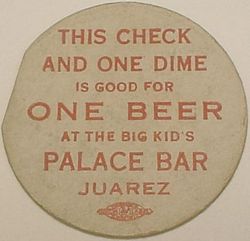 THIS CHECK
AND ONE DIME
IS GOOD FOR
ONE BEER
AT THE BIG KID'S
PALACE BAR
JUAREZ